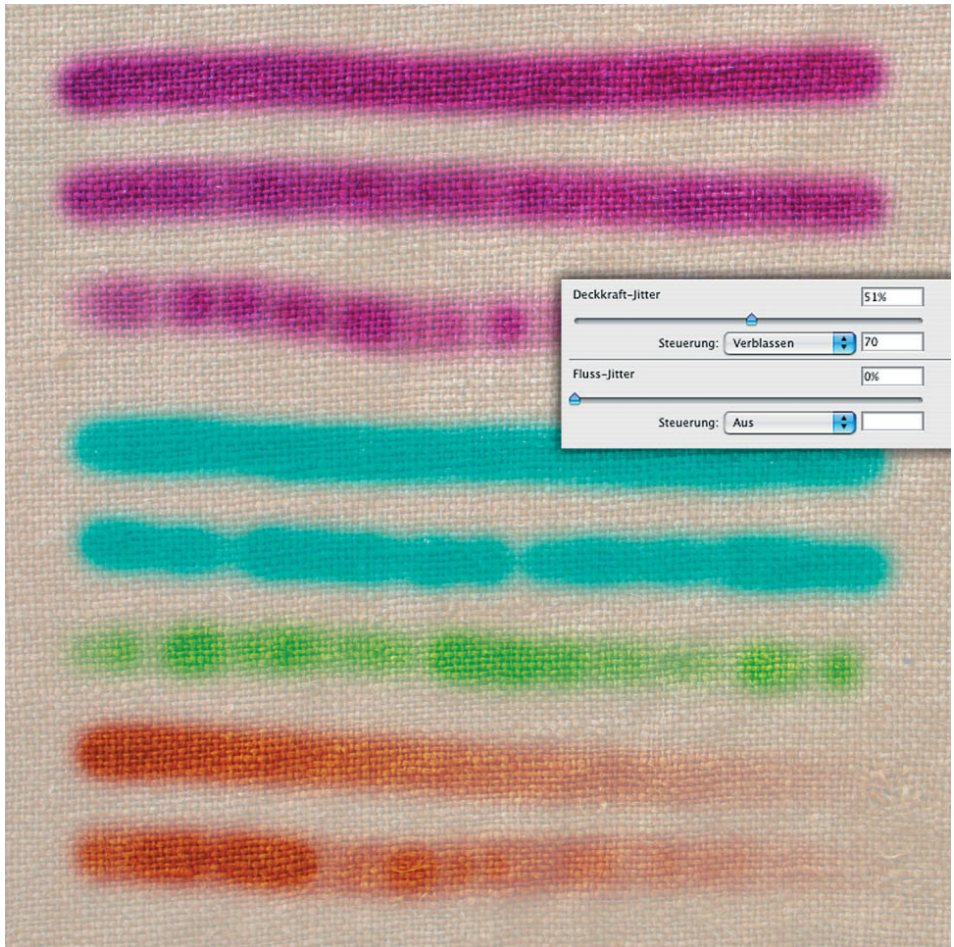 Deckkraft-Jitter 51%
Steuerung: Verblassen 70
Fluss-Jitter 0%
Steuerung: Aus